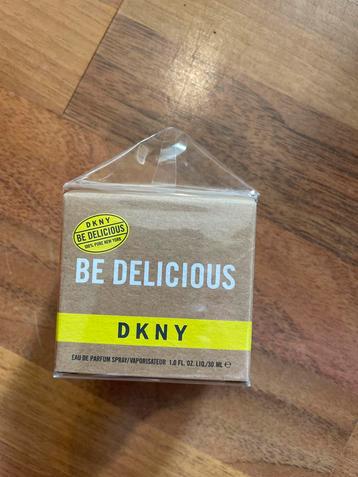 DKNY
BE DELICIOUS
100% PURE NEW YORK
BE DELICIOUS
DKNY
EAU DE PARFUM SPRAY/VAPORISATEUR 1.0 FL. OZ. LIQ./30 ML ℮